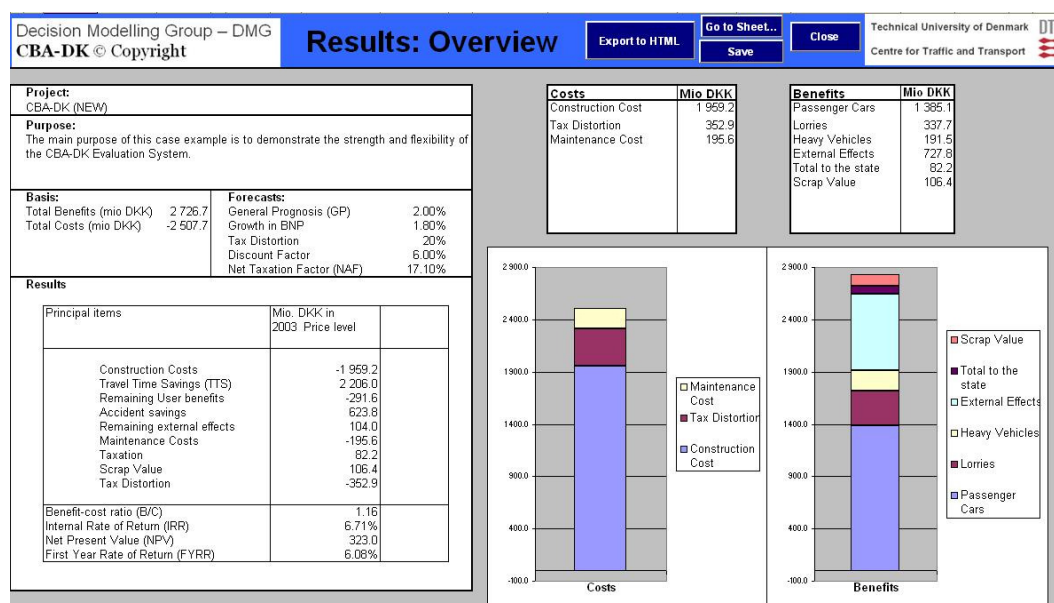 Decision Modelling Group – DMG
CBA-DK © Copyright
Results: Overview
Export to HTML
Go to Sheet...
Save
Close
Technical University of Denmark
Centre for Traffic and Transport
DT
Project:
CBA-DK (NEW)
Purpose:
The main purpose of this case example is to demonstrate the strength and flexibility of
the CBA-DK Evaluation System.
Basis:
Total Benefits (mio DKK) 2 726.7
Total Costs (mio DKK) -2 507.7
Forecasts:
General Prognosis (GP) 2.00%
Growth in BNP 1.80%
Tax Distortion 20%
Discount Factor 6.00%
Net Taxation Factor (NAF) 17.10%
Results
Principal items Mio. DKK in
2003 Price level
Construction Costs -1 959.2
Travel Time Savings (TTS) 2 206.0
Remaining User benefits -291.6
Accident savings 623.8
Remaining external effects 104.0
Maintenance Costs -195.6
Taxation 82.2
Scrap Value 106.4
Tax Distortion -352.9
Benefit-cost ratio (B/C) 1.16
Internal Rate of Return (IRR) 6.71%
Net Present Value (NPV) 323.0
First Year Rate of Return (FYRR) 6.08%
Costs Mio DKK
Construction Cost 1 959.2
Tax Distortion 352.9
Maintenance Cost 195.6
Benefits Mio DKK
Passenger Cars 1 385.1
Lorries 337.7
Heavy Vehicles 191.5
External Effects 727.8
Total to the state 82.2
Scrap Value 106.4
2 900.0
2 400.0
1 900.0
1 400.0
900.0
400.0
-100.0
Costs
Maintenance
Cost
Tax Distortion
Construction
Cost
2 900.0
2 400.0
1 900.0
1 400.0
900.0
400.0
-100.0
Benefits
Scrap Value
Total to the
state
External Effects
Heavy Vehicles
Lorries
Passenger
Cars